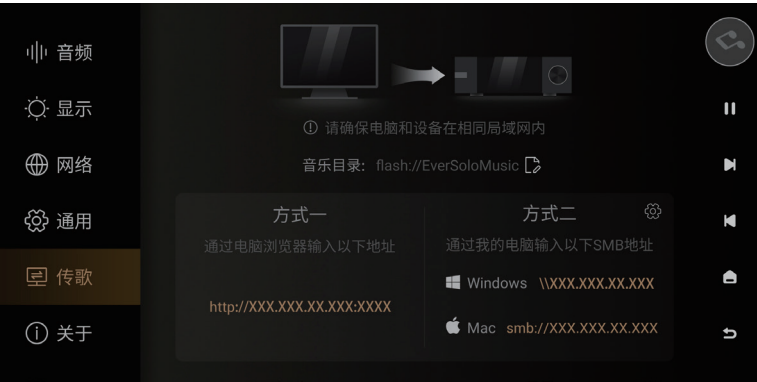 音频
显示
网络
通用
传歌
关于
请确保电脑和设备在相同局域网内
音乐目录: flash://EverSoloMusic
方式一
通过电脑浏览器输入以下地址
http://XXX.XXX.XX.XXX:XXXX
方式二
通过我的电脑输入以下SMB地址
Windows \\XXX.XXX.XX.XXX
Mac smb://XXX.XXX.XX.XXX